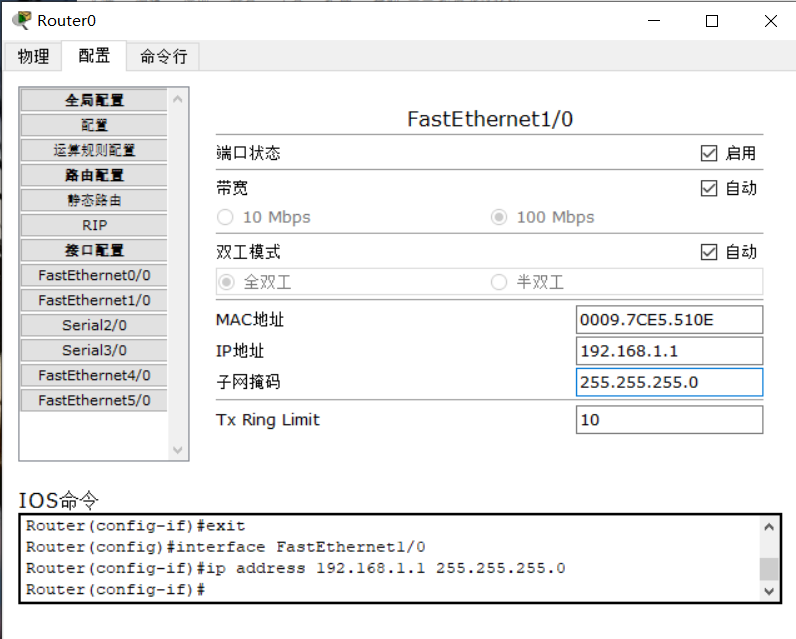 Router0
物理 配置 命令行
全局配置
配置
运算规则配置
路由配置
静态路由
RIP
接口配置
FastEthernet0/0
FastEthernet1/0
Serial2/0
Serial3/0
FastEthernet4/0
FastEthernet5/0
FastEthernet1/0
端口状态 启用
带宽 自动
10 Mbps 100 Mbps
双工模式 自动
全双工 半双工
MAC地址 0009.7CE5.510E
IP地址 192.168.1.1
子网掩码 255.255.255.0
Tx Ring Limit 10
IOS命令
Router(config-if)#exit
Router(config)#interface FastEthernet1/0
Router(config-if)#ip address 192.168.1.1 255.255.255.0
Router(config-if)#